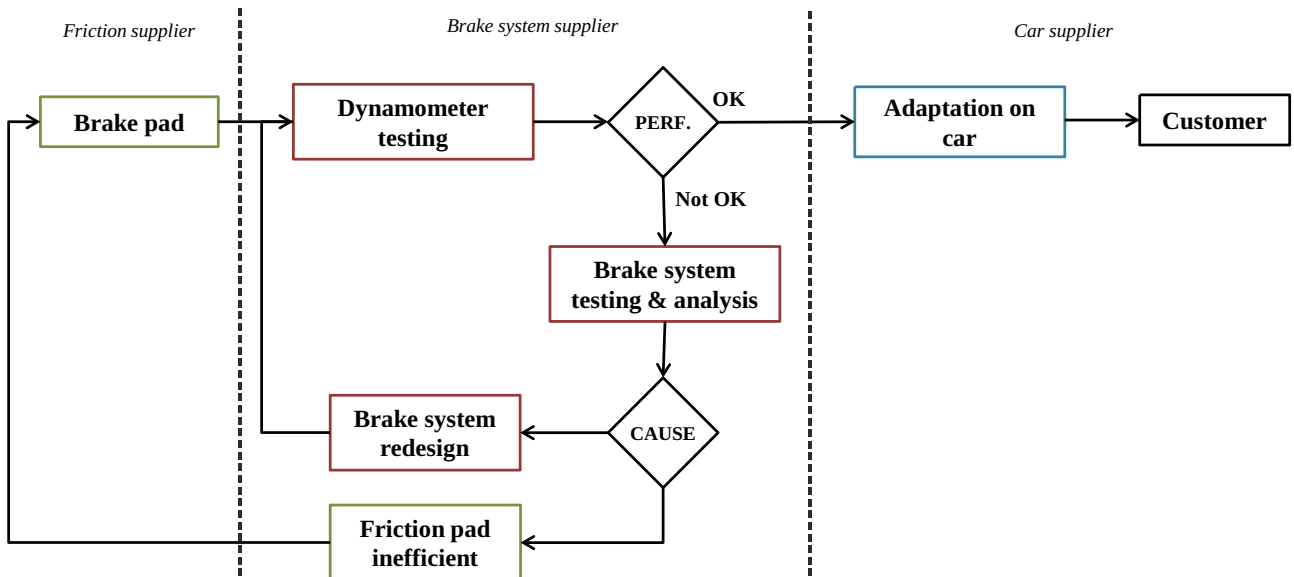 Friction supplier
Brake system supplier
Car supplier
Brake pad
Dynamometer
testing
PERF.
OK
Adaptation on
car
Customer
Not OK
Brake system
testing & analysis
Brake system
redesign
CAUSE
Friction pad
inefficient